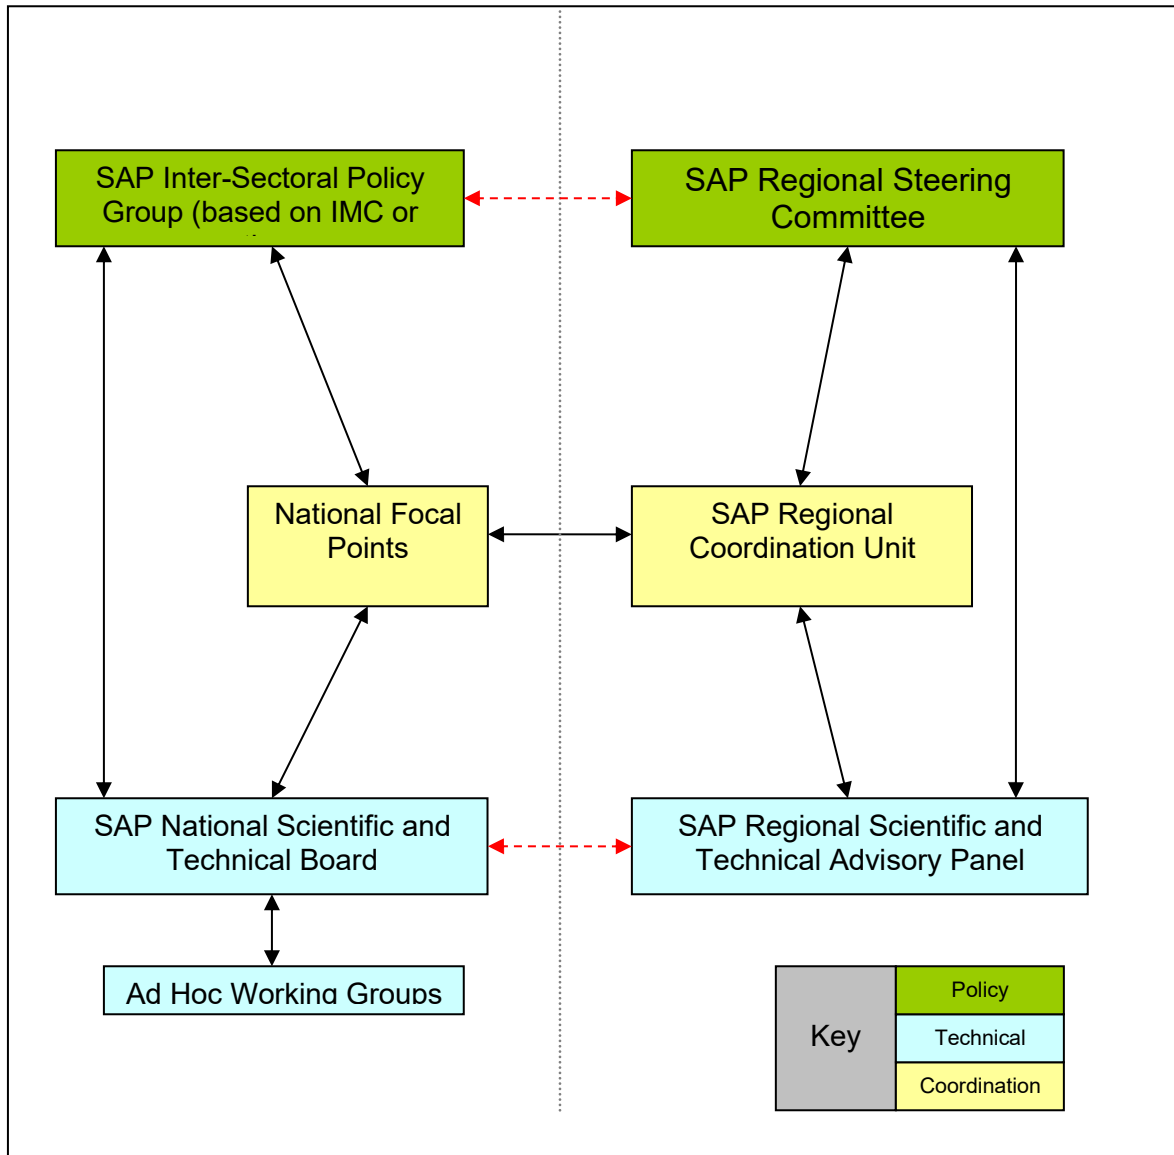 SAP Inter-Sectoral Policy
Group (based on IMC or
SAP Regional Steering
Committee
National Focal
Points
SAP Regional
Coordination Unit
SAP National Scientific and
Technical Board
SAP Regional Scientific and
Technical Advisory Panel
Ad Hoc Working Groups
Key
Policy
Technical
Coordination